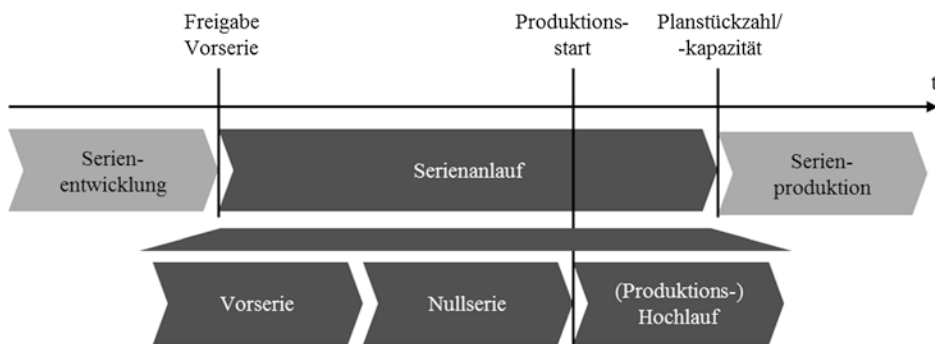 Freigabe
Vorserie
Produktions-
start
Planstückzahl/
-kapazität
t
Serien-
entwicklung
Serienanlauf
Serien-
produktion
Vorserie
Nullserie
(Produktions-)
Hochlauf